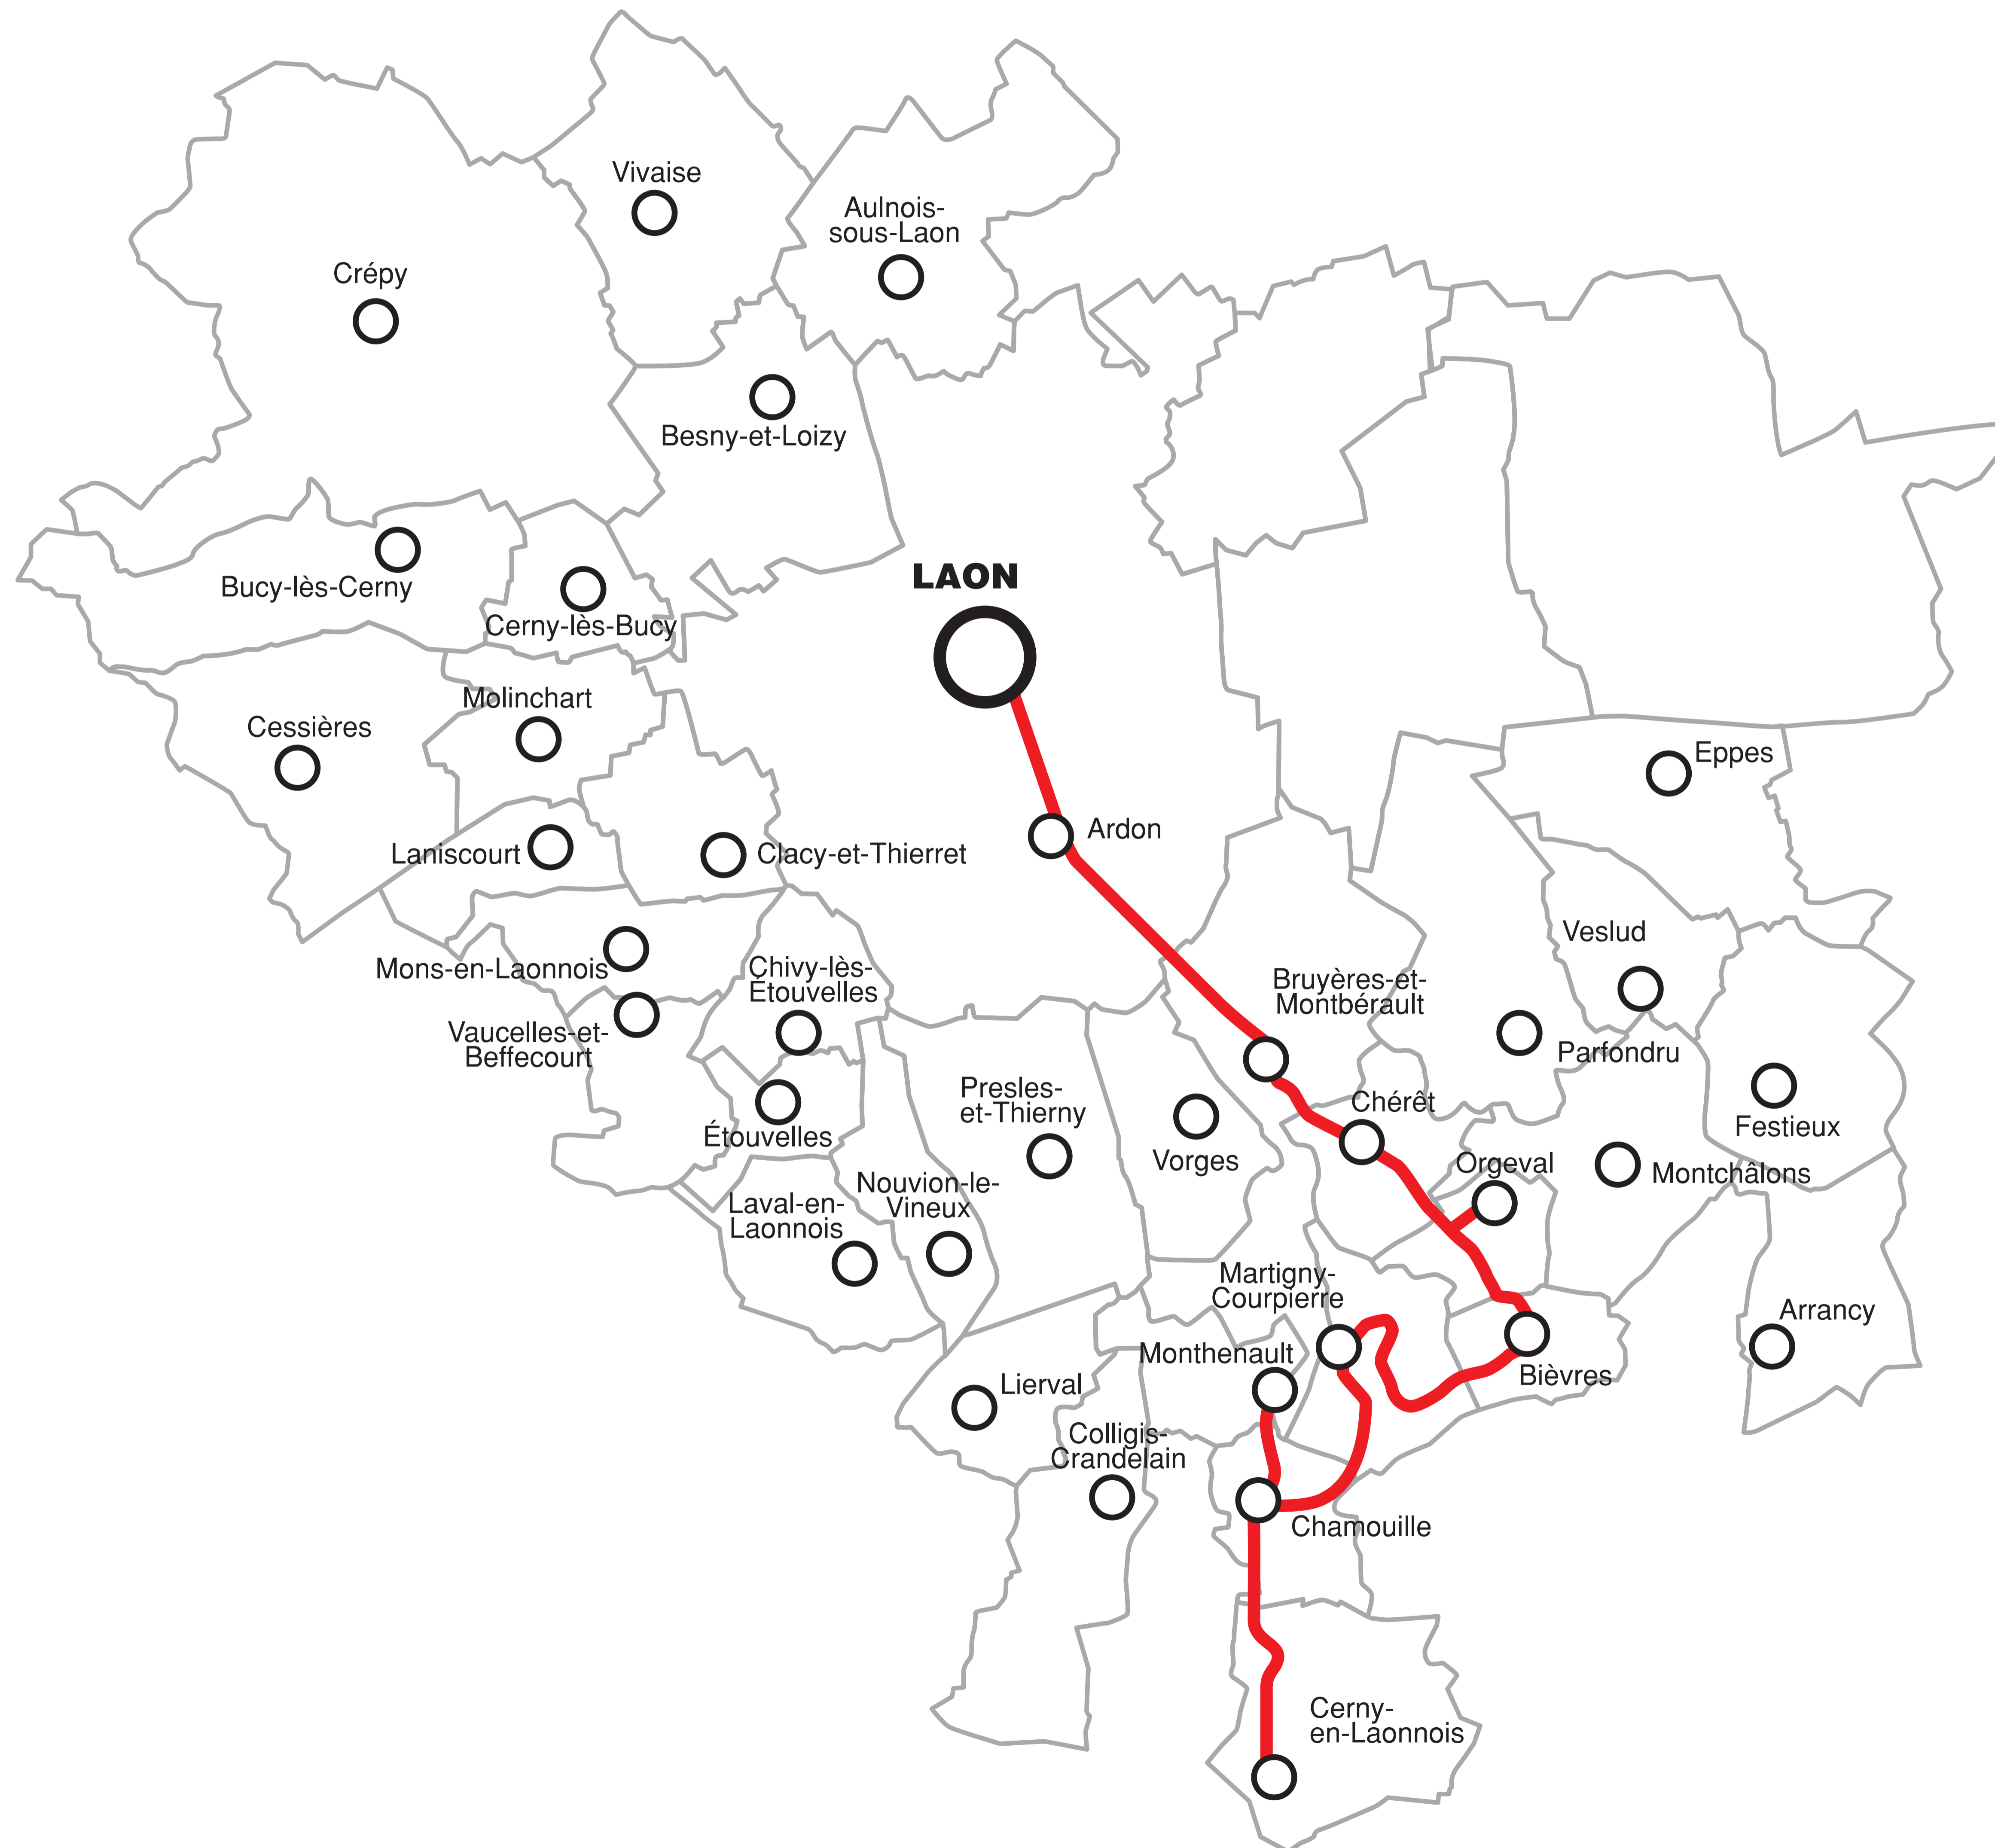 Vivaise
Aulnois-
sous-Laon
Crépy
Besny-et-Loizy
LAON
Bucy-lès-Cerny
Cerny-lès-Bucy
Molinchart
Cessières
Eppes
Ardon
Laniscourt
Clacy-et-Thierret
Veslud
Mons-en-Laonnois
Chivy-lès-
Étouvelles
Bruyères-et-
Montbérault
Vaucelles-et-
Beffecourt
Parfondru
Presles-
et-Thierny
Chérêt
Festieux
Étouvelles
Vorges
Orgeval
Montchâlons
Nouvion-le-
Vineux
Laval-en-
Laonnois
Martigny-
Courpierre
Arrancy
Monthenault
Bièvres
Lierval
Colligis-
Crandelain
Chamouille
Cerny-
en-Laonnois